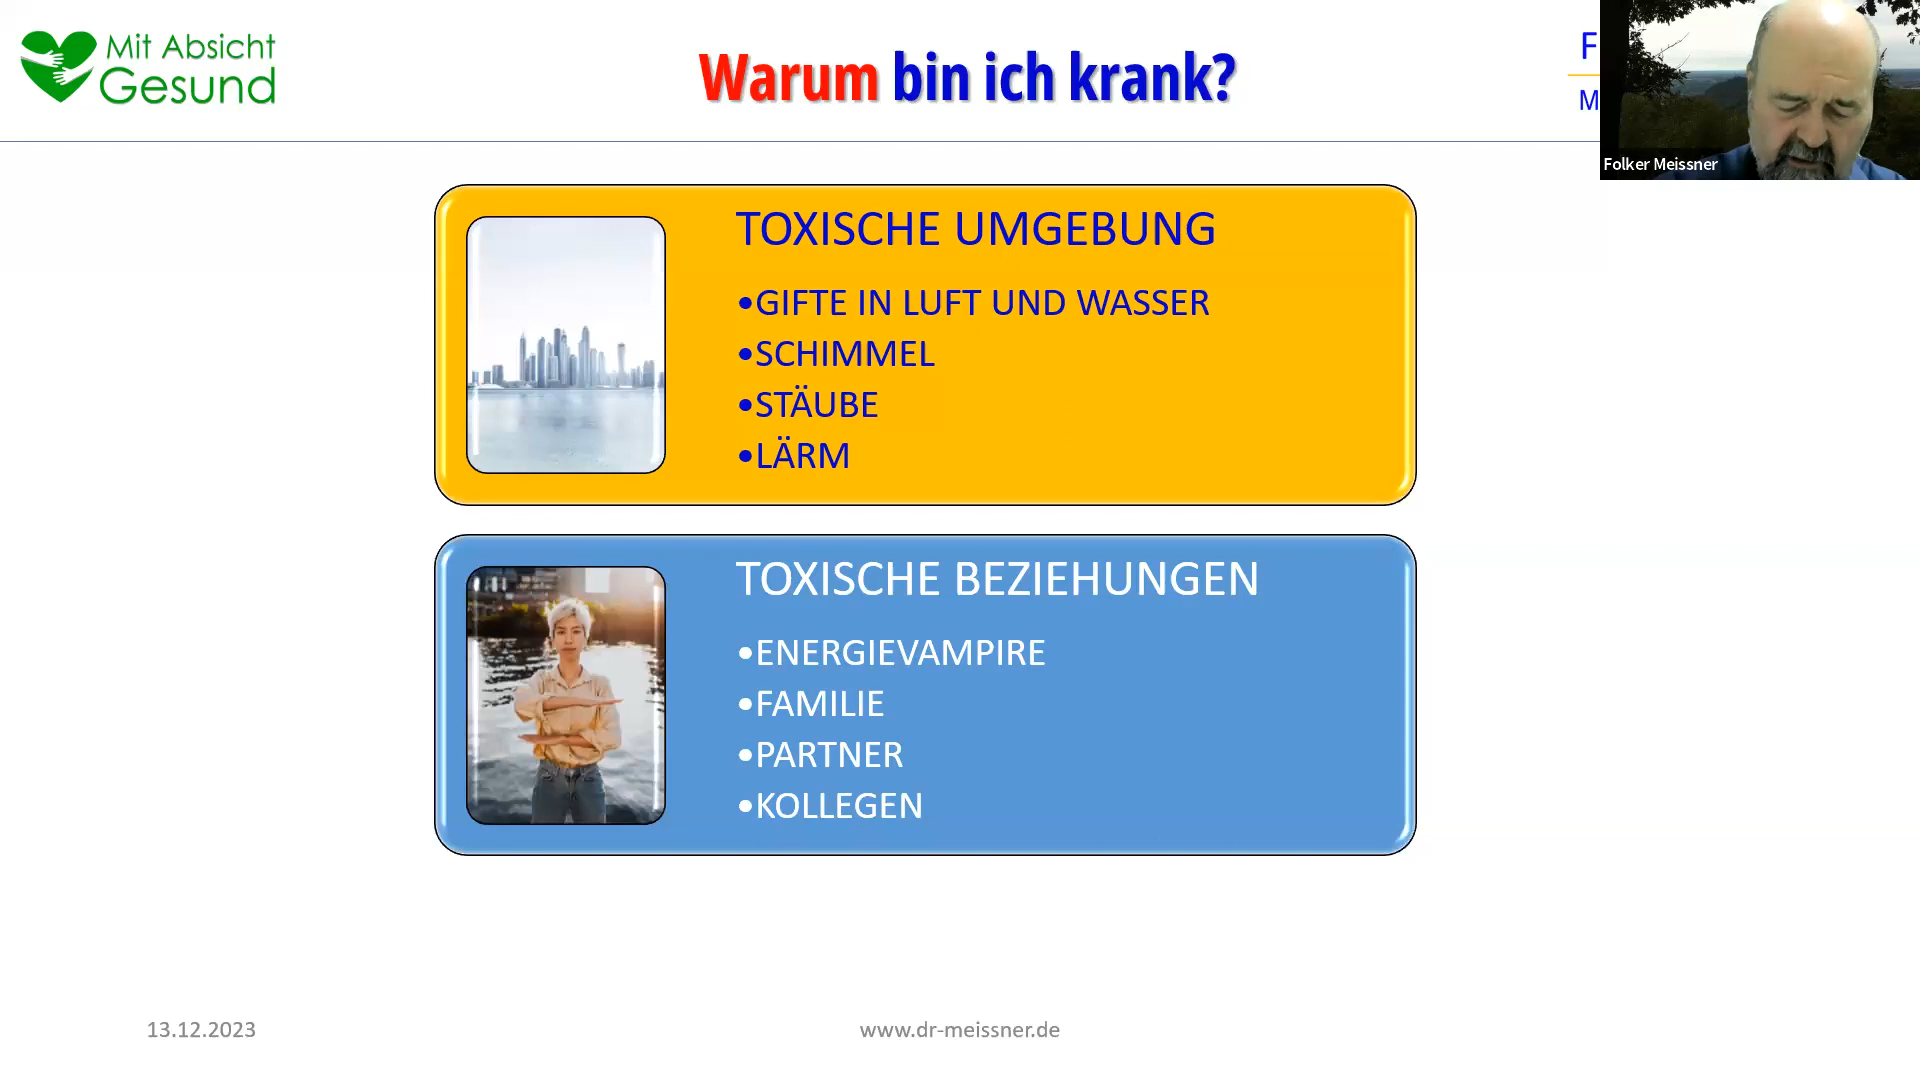 Mit Absicht
Gesund
Warum bin ich krank?
F
M
Folker Meissner
TOXISCHE UMGEBUNG
•GIFTE IN LUFT UND WASSER
•SCHIMMEL
•STÄUBE
•LÄRM
TOXISCHE BEZIEHUNGEN
•ENERGIEVAMPIRE
•FAMILIE
•PARTNER
•KOLLEGEN
13.12.2023
www.dr-meissner.de